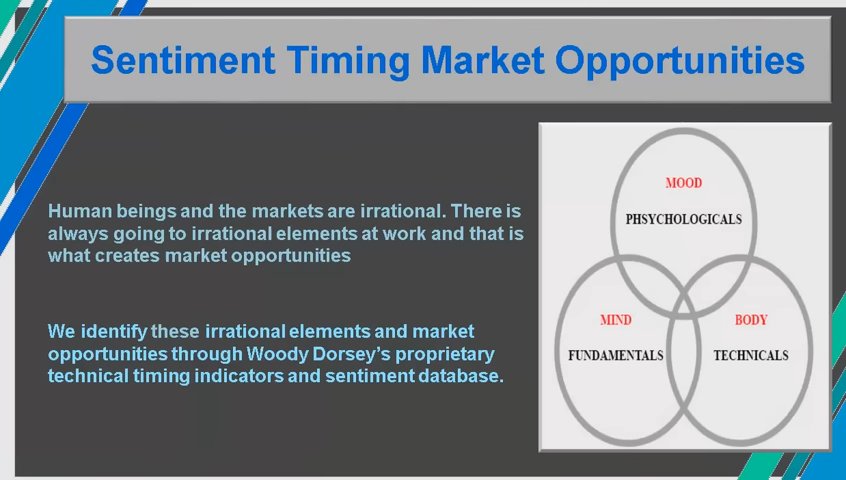 Sentiment Timing Market Opportunities
Human beings and the markets are irrational. There is
always going to irrational elements at work and that is
what creates market opportunities
We identify these irrational elements and market
opportunities through Woody Dorsey's proprietary
technical timing indicators and sentiment database.
MOOD
PHSYCHOLOGICALS
MIND
FUNDAMENTALS
BODY
TECHNICALS